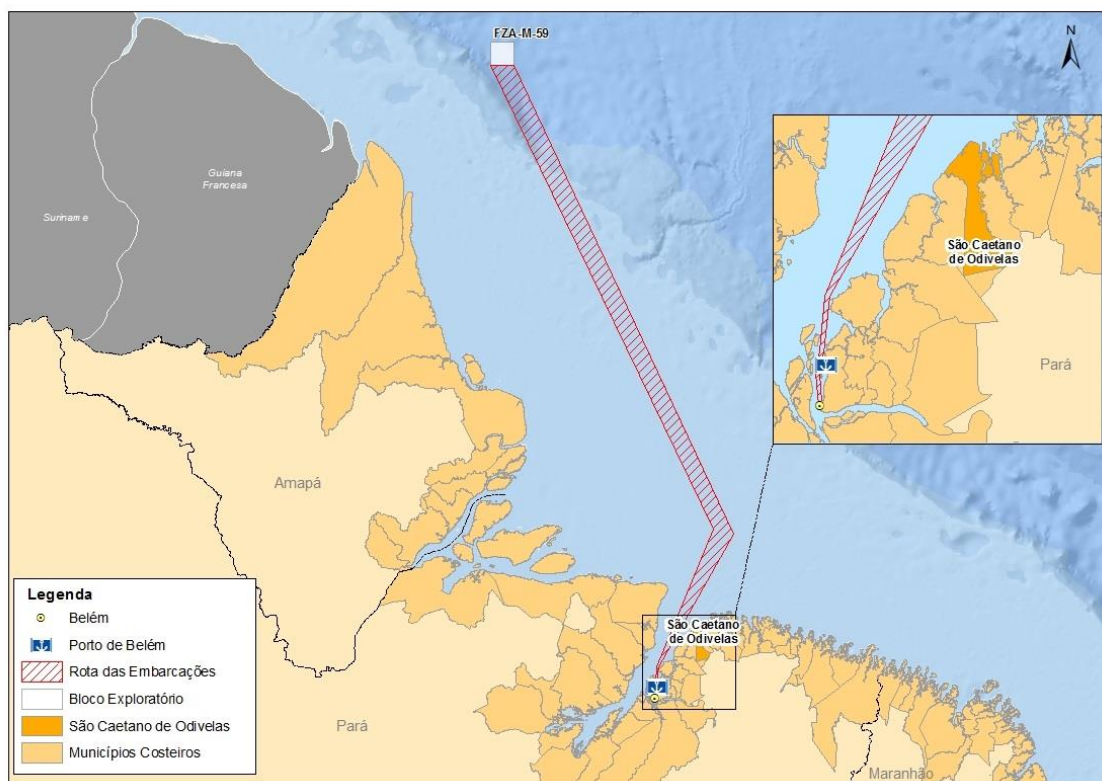 FZA-M-59
N
Guiana
Francesa
Suriname
São Caetano
de Odivelas
Pará
Amapá
Legenda
Belém
Porto de Belém
Rota das Embarcações
Bloco Exploratório
São Caetano de Odivelas
Municípios Costeiros
São Caetano
de Odivelas
Pará
Maranhão